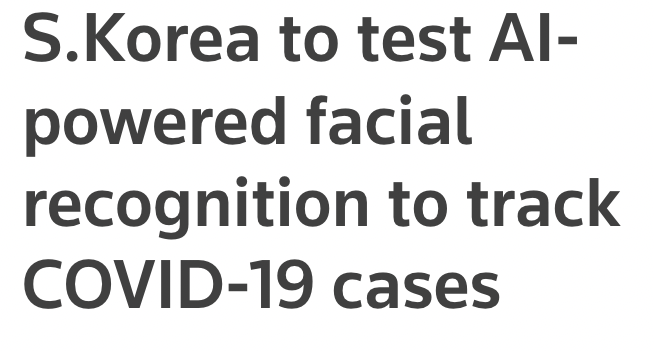 S.Korea to test AI-
powered facial
recognition to track
COVID-19 cases